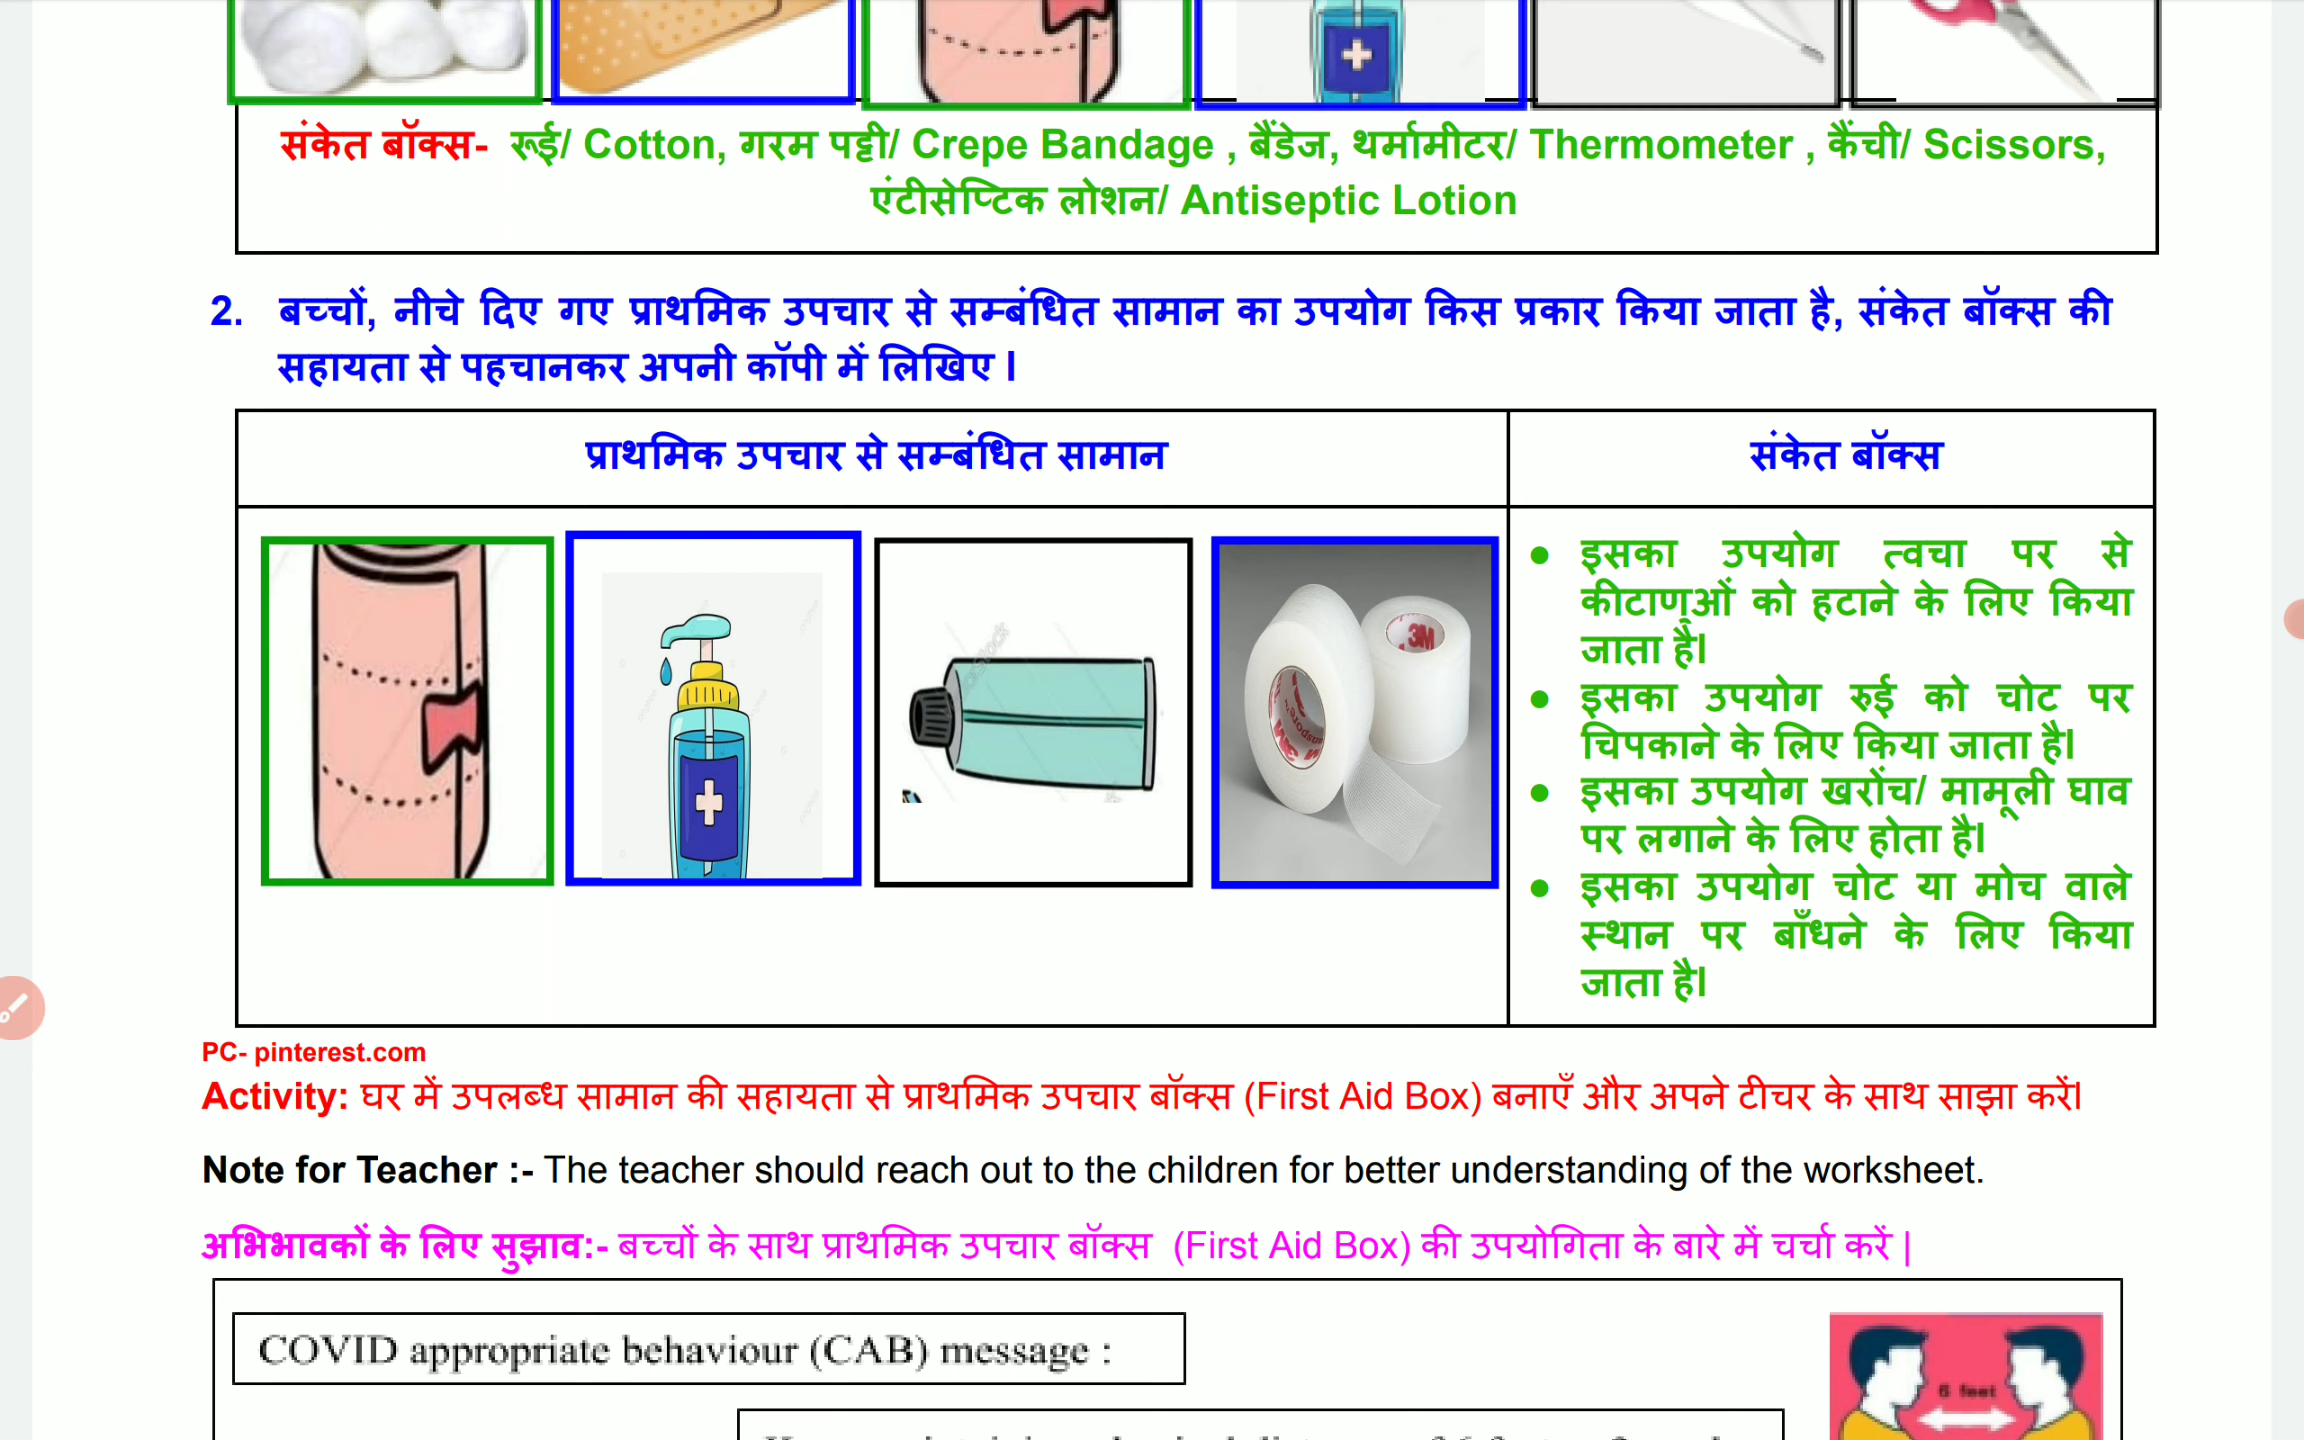 संकेत बॉक्स- रूई/ Cotton, गरम पट्टी/ Crepe Bandage , बैंडेज, थर्मामीटर/ Thermometer , कैंची/ Scissors,
एंटीसेप्टिक लोशन/ Antiseptic Lotion
2. बच्चों, नीचे दिए गए प्राथमिक उपचार से सम्बंधित सामान का उपयोग किस प्रकार किया जाता है, संकेत बॉक्स की
सहायता से पहचानकर अपनी कॉपी में लिखिए ।
प्राथमिक उपचार से सम्बंधित सामान
संकेत बॉक्स
3M
3M
● इसका उपयोग त्वचा पर से
कीटाणुओं को हटाने के लिए किया
जाता है।
● इसका उपयोग रुई को चोट पर
चिपकाने के लिए किया जाता है।
● इसका उपयोग खरोंच/ मामूली घाव
पर लगाने के लिए होता है।
● इसका उपयोग चोट या मोच वाले
स्थान पर बाँधने के लिए किया
जाता है।
PC- pinterest.com
Activity: घर में उपलब्ध सामान की सहायता से प्राथमिक उपचार बॉक्स (First Aid Box) बनाएँ और अपने टीचर के साथ साझा करें।
Note for Teacher :- The teacher should reach out to the children for better understanding of the worksheet.
अभिभावकों के लिए सुझाव:- बच्चों के साथ प्राथमिक उपचार बॉक्स (First Aid Box) की उपयोगिता के बारे में चर्चा करें |
COVID appropriate behaviour (CAB) message :
6 feet